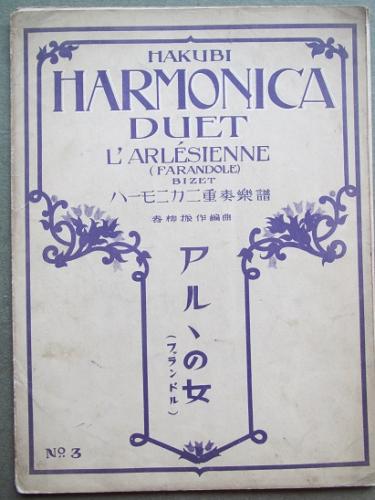 HAKUBI
HARMONICA
DUET
L'ARLÉSIENNE
(FARANDOLE)
BIZET
ハーモニカ二重奏樂譜
春柳振作編曲
アルヽの女
(フアランドル)
No 3